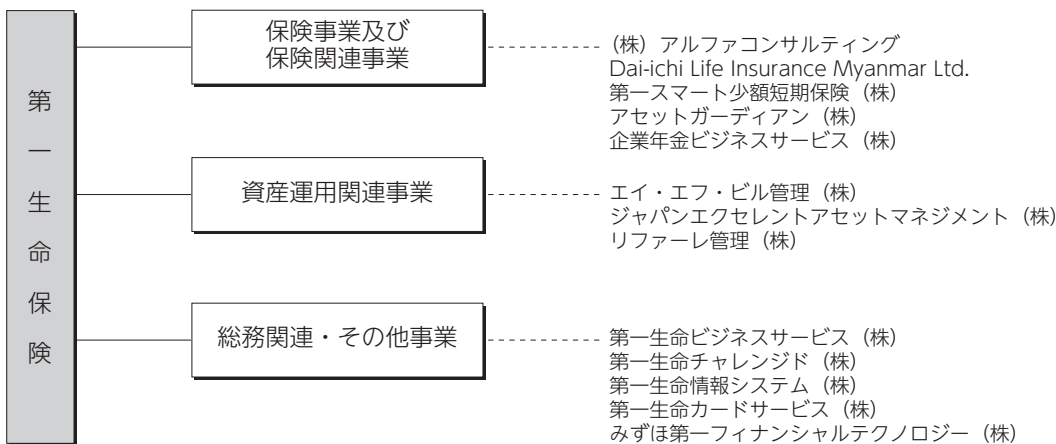 第一生命保険
保険事業及び
保険関連事業
(株) アルファコンサルティング
Dai-ichi Life Insurance Myanmar Ltd.
第一スマート少額短期保険 (株)
アセットガーディアン (株)
企業年金ビジネスサービス (株)
資産運用関連事業
エイ・エフ・ビル管理 (株)
ジャパンエクセレントアセットマネジメント (株)
リファーレ管理 (株)
総務関連・その他事業
第一生命ビジネスサービス (株)
第一生命チャレンジド (株)
第一生命情報システム (株)
第一生命カードサービス (株)
みずほ第一フィナンシャルテクノロジー (株)